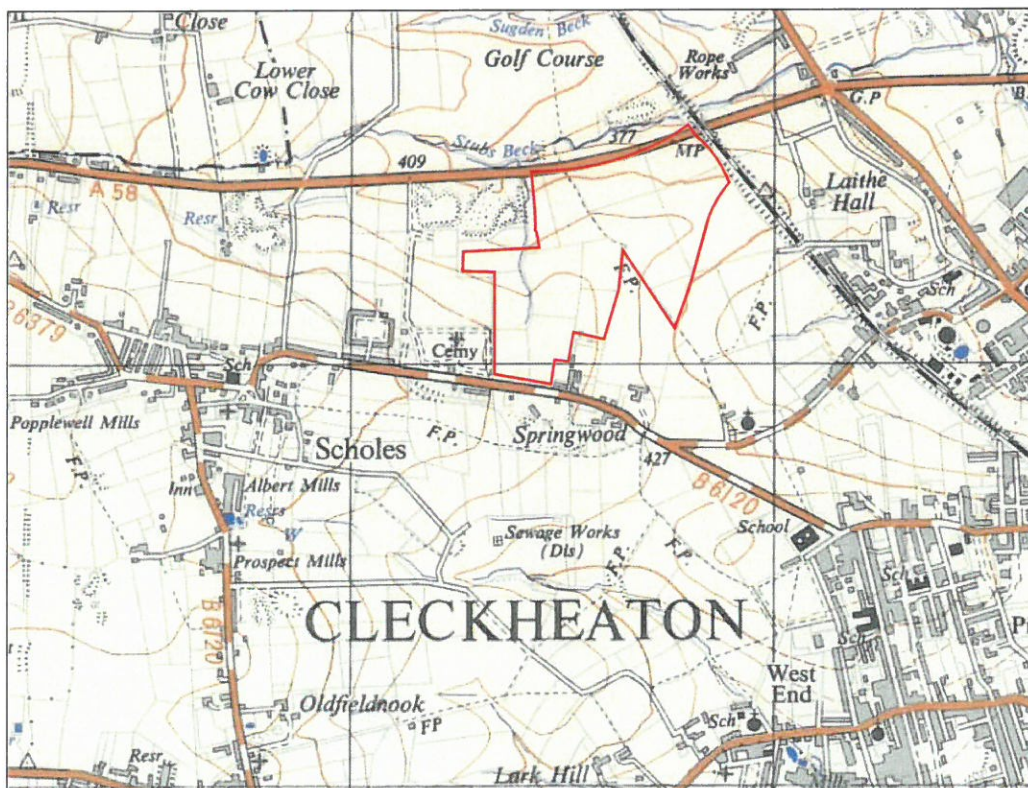 Close
Sugden Beck
Golf Course
Rope
Works
Lower
Cow Close
G.P
Stubs Beck
377
MP
409
A 58
Resr
Resr
Laithe
Hall
F.P.
F.P.
Sch
Cemy
Sch
Popplewell Mills
F.P.
F.P.
Springwood
427
Scholes
Inn
Albert Mills
Resrs
W
B 6120
School
Sewage Works
(Dis)
F.P.
F.P.
Prospect Mills
Sch
CLECKHEATON
Sch
P
B 6720
West
End
Oldfieldnook
FP
Sch
Resr
Lark Hill